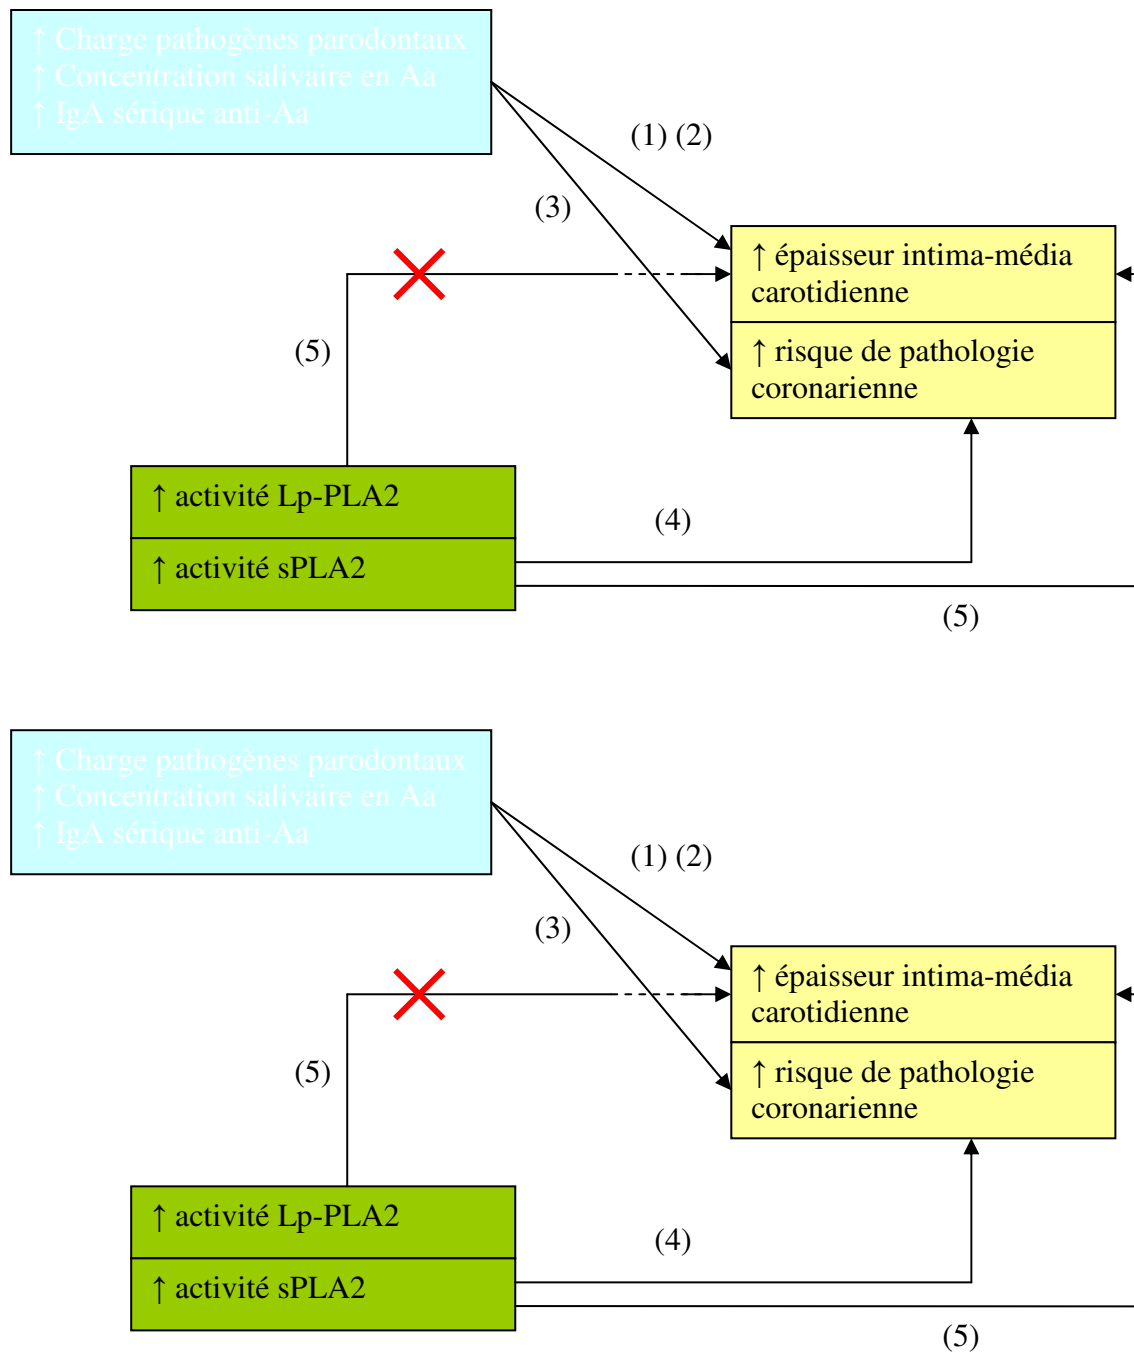 ↑ Charge pathogènes parodontaux
↑ Concentration salivaire en Aa
↑ IgA sérique anti-Aa
(1) (2)
(3)
↑ épaisseur intima-média
carotidienne
(5)
↑ risque de pathologie
coronarienne
↑ activité Lp-PLA2
(4)
↑ activité sPLA2
(5)
↑ Charge pathogènes parodontaux
↑ Concentration salivaire en Aa
↑ IgA sérique anti-Aa
(1) (2)
(3)
↑ épaisseur intima-média
carotidienne
(5)
↑ risque de pathologie
coronarienne
↑ activité Lp-PLA2
(4)
↑ activité sPLA2
(5)